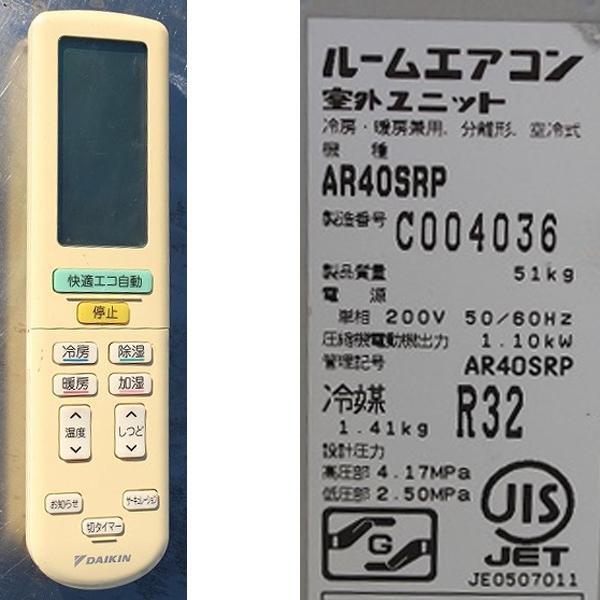 快適エコ自動
停止
冷房 除湿
暖房 加湿
温度 しつど
お知らせ サーキュレーション
切タイマー
DAIKIN
ルームエアコン
室外ユニット
冷房・暖房兼用、分離形、空冷式
機 種
AR40SRP
製造番号 C004036
製品質量 51kg
電 源
単相 200V 50/60Hz
圧縮機電動機出力 1.10kW
管理記号 AR40SRP
冷媒 R32
1.41kg
設計圧力
高圧部 4.17MPa
低圧部 2.50MPa
G
JIS
JET
JE0507011